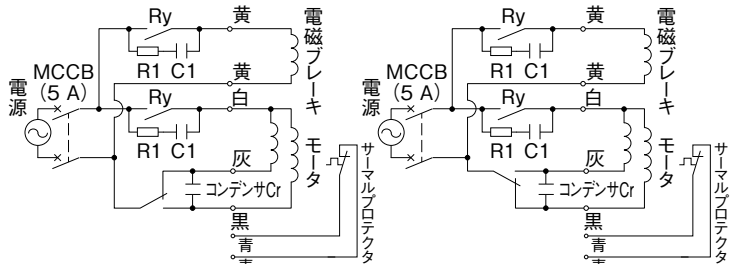 Ry
黄
R1 C1
黄
電磁ブレーキ
MCCB
(5 A)
電源
Ry
白
R1 C1
モータ
灰
コンデンサCr
黒
青
青
サーマルプロテクタ
Ry
黄
R1 C1
黄
電磁ブレーキ
MCCB
(5 A)
電源
Ry
白
R1 C1
モータ
灰
コンデンサCr
黒
青
青
サーマルプロテクタ